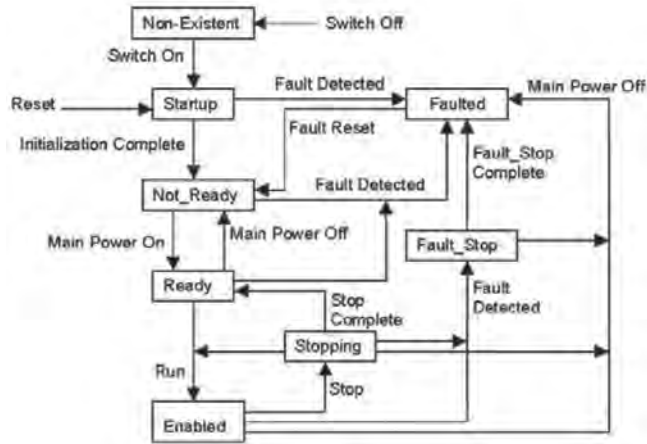 Non-Existent
Switch Off
Switch On
Fault Detected
Main Power Off
Reset
Startup
Faulted
Fault Reset
Initialization Complete
Fault_Stop
Complete
Fault Detected
Not_Ready
Main Power On
Main Power Off
Fault_Stop
Ready
Stop
Complete
Fault
Detected
Stopping
Run
Stop
Enabled